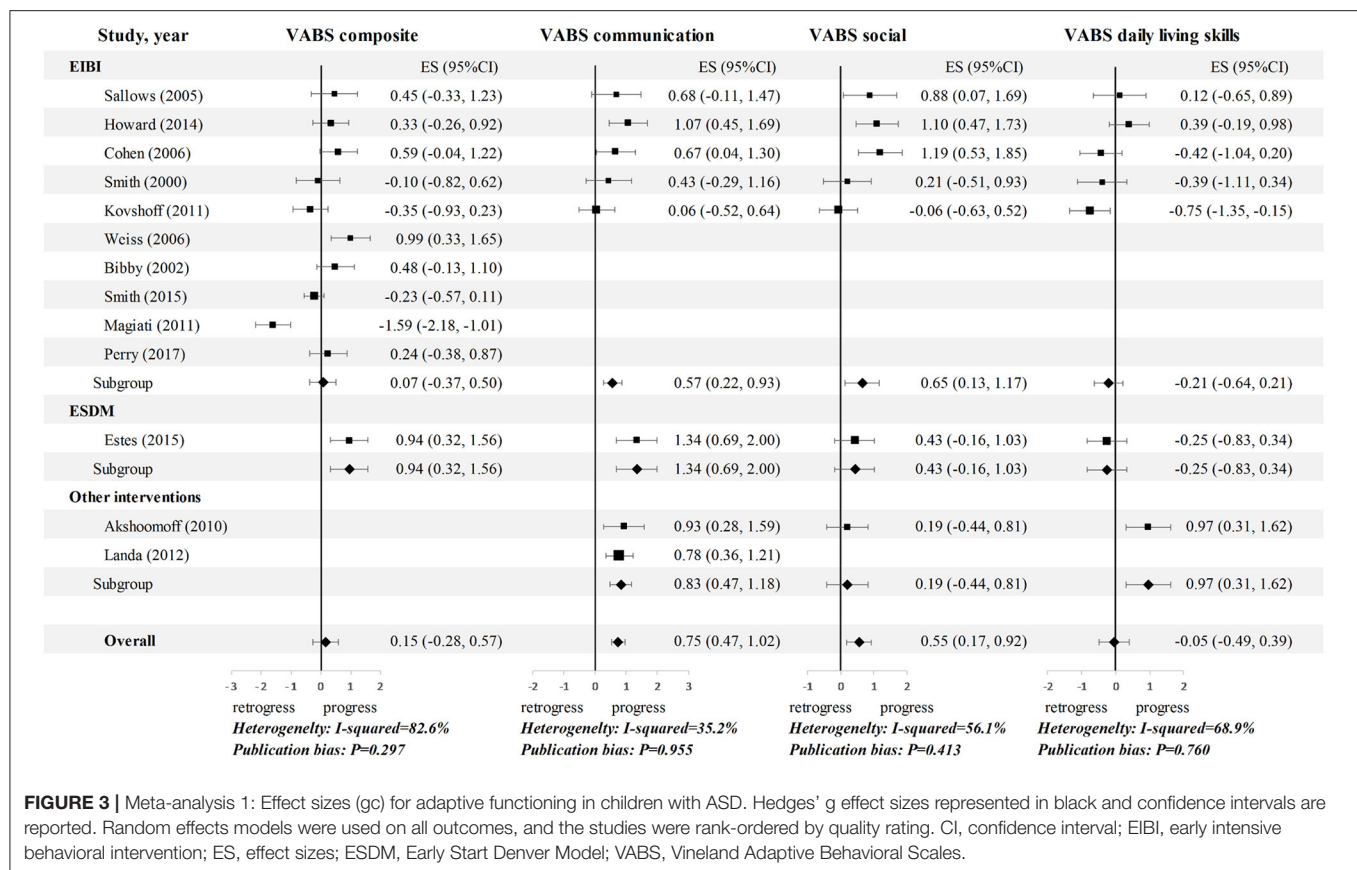 Study, year VABS composite VABS communication VABS social VABS daily living skills
EIBI ES (95%CI) ES (95%CI) ES (95%CI) ES (95%CI)
Sallows (2005) 0.45 (-0.33, 1.23) 0.68 (-0.11, 1.47) 0.88 (0.07, 1.69) 0.12 (-0.65, 0.89)
Howard (2014) 0.33 (-0.26, 0.92) 1.07 (0.45, 1.69) 1.10 (0.47, 1.73) 0.39 (-0.19, 0.98)
Cohen (2006) 0.59 (-0.04, 1.22) 0.67 (0.04, 1.30) 1.19 (0.53, 1.85) -0.42 (-1.04, 0.20)
Smith (2000) -0.10 (-0.82, 0.62) 0.43 (-0.29, 1.16) 0.21 (-0.51, 0.93) -0.39 (-1.11, 0.34)
Kovshoff (2011) -0.35 (-0.93, 0.23) 0.06 (-0.52, 0.64) -0.06 (-0.63, 0.52) -0.75 (-1.35, -0.15)
Weiss (2006) 0.99 (0.33, 1.65)
Bibby (2002) 0.48 (-0.13, 1.10)
Smith (2015) -0.23 (-0.57, 0.11)
Magiati (2011) -1.59 (-2.18, -1.01)
Perry (2017) 0.24 (-0.38, 0.87)
Subgroup 0.07 (-0.37, 0.50) 0.57 (0.22, 0.93) 0.65 (0.13, 1.17) -0.21 (-0.64, 0.21)
ESDM
Estes (2015) 0.94 (0.32, 1.56) 1.34 (0.69, 2.00) 0.43 (-0.16, 1.03) -0.25 (-0.83, 0.34)
Subgroup 0.94 (0.32, 1.56) 1.34 (0.69, 2.00) 0.43 (-0.16, 1.03) -0.25 (-0.83, 0.34)
Other interventions
Akshoomoff (2010) 0.93 (0.28, 1.59) 0.19 (-0.44, 0.81) 0.97 (0.31, 1.62)
Landa (2012) 0.78 (0.36, 1.21)
Subgroup 0.83 (0.47, 1.18) 0.19 (-0.44, 0.81) 0.97 (0.31, 1.62)
Overall 0.15 (-0.28, 0.57) 0.75 (0.47, 1.02) 0.55 (0.17, 0.92) -0.05 (-0.49, 0.39)
-3 -2 -1 0 1 2 -2 -1 0 1 2 3 -2 -1 0 1 2 -2 -1 0 1 2
retrogress progress retrogress progress retrogress progress retrogress progress
Heterogenelty: I-squared=82.6% Heterogenelty: I-squared=35.2% Heterogenelty: I-squared=56.1% Heterogenelty: I-squared=68.9%
Publication bias: P=0.297 Publication bias: P=0.955 Publication bias: P=0.413 Publication bias: P=0.760
FIGURE 3 | Meta-analysis 1: Effect sizes (gc) for adaptive functioning in children with ASD. Hedges' g effect sizes represented in black and confidence intervals are
reported. Random effects models were used on all outcomes, and the studies were rank-ordered by quality rating. CI, confidence interval; EIBI, early intensive
behavioral intervention; ES, effect sizes; ESDM, Early Start Denver Model; VABS, Vineland Adaptive Behavioral Scales.